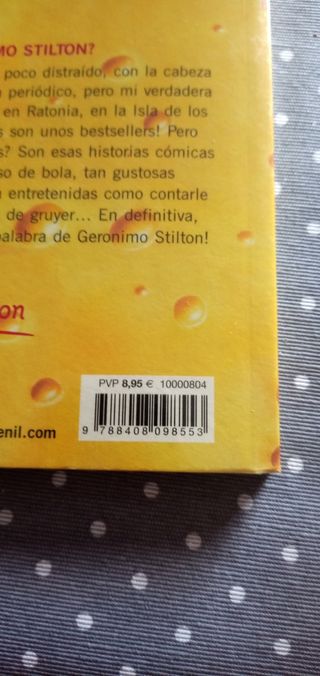 MO STILTON?
poco distraído, con la cabeza
periódico, pero mi verdadera
en Ratonia, en la Isla de los
s son unos bestsellers! Pero
s? Son esas historias cómicas
so de bola, tan gustosas
n entretenidas como contarle
de gruyer... En definitiva,
palabra de Geronimo Stilton!
on
PVP 8,95 € 10000804
9 788408 098553
enil.com